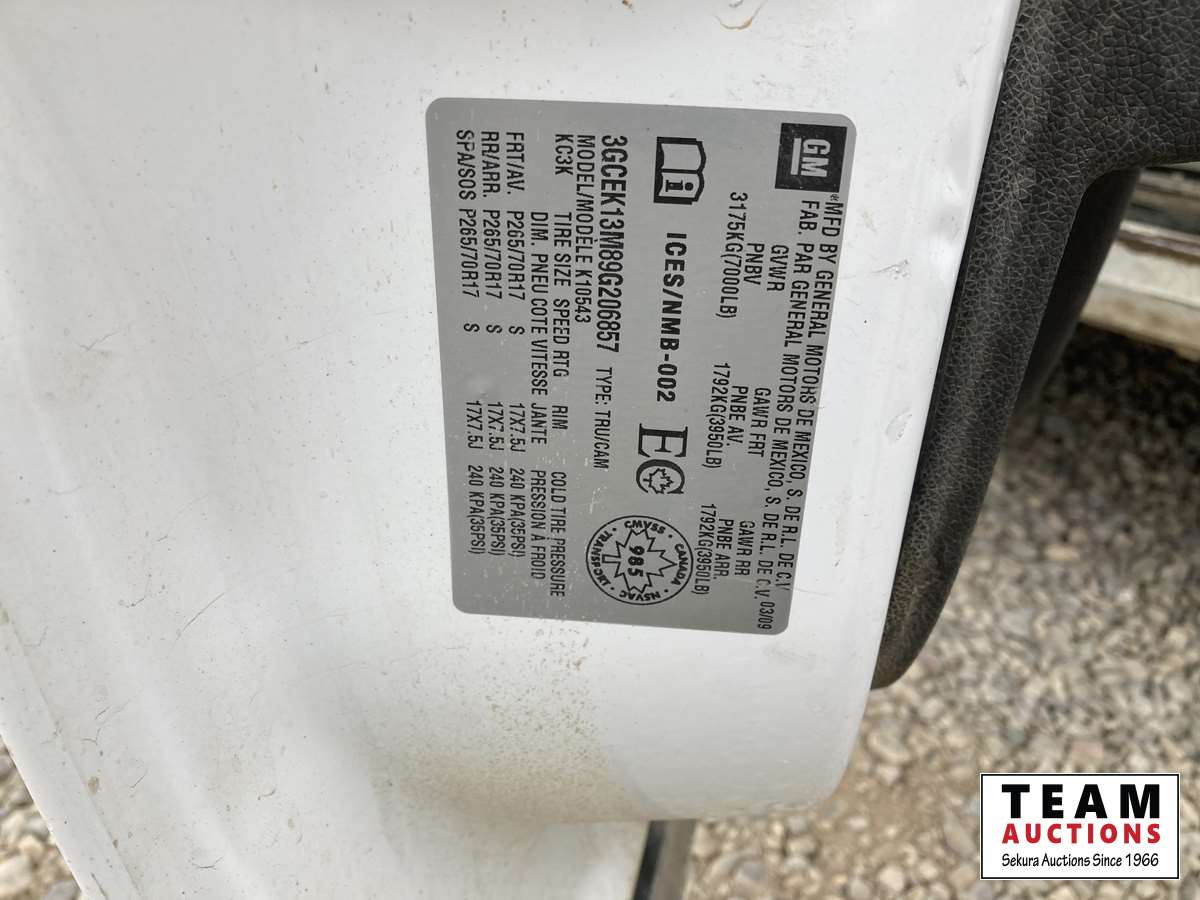 GM
® MFD BY GENERAL MOTORS DE MEXICO, S. DE R.L. DE C.V
FAB. PAR GENERAL MOTORS DE MEXICO, S. DE R.L. DE C.V. 03/09
GVWR GAWR FRT GAWR RR
PNBV PNBE AV. PNBE ARR.
3175KG(7000LB) 1792KG(3950LB) 1792KG(3950LB)
i ICES/NMB-002 EC
CANADA · NSVAC · TRANSPORT · CMVSS ·
985
3GCEK13M89G206857 TYPE: TRU/CAM
MODEL/MODÈLE K10543
KC3K TIRE SIZE SPEED RTG RIM COLD TIRE PRESSURE
DIM. PNEU COTE VITESSE JANTE PRESSION À FROID
FRT/AV. P265/70R17 S 17X7.5J 240 KPA(35PSI)
RR/ARR. P265/70R17 S 17X7.5J 240 KPA(35PSI)
SPA/SOS P265/70R17 S 17X7.5J 240 KPA(35PSI)
TEAM
AUCTIONS
Sekura Auctions Since 1966